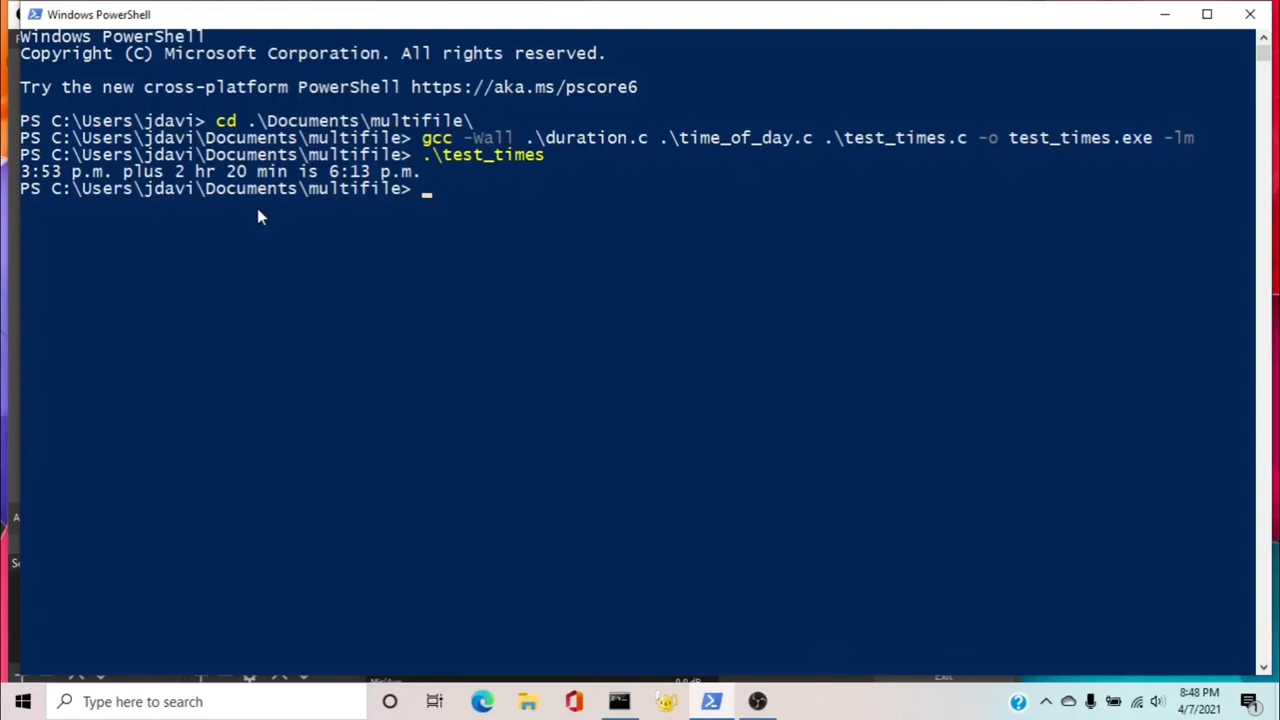 Windows PowerShell
Windows PowerShell
Copyright (C) Microsoft Corporation. All rights reserved.
Try the new cross-platform PowerShell https://aka.ms/pscore6
PS C:\Users\jdavi> cd .\Documents\multifile\
PS C:\Users\jdavi\Documents\multifile> gcc -Wall .\duration.c .\time_of_day.c .\test_times.c -o test_times.exe -lm
PS C:\Users\jdavi\Documents\multifile> .\test_times
3:53 p.m. plus 2 hr 20 min is 6:13 p.m.
PS C:\Users\jdavi\Documents\multifile> _
Type here to search
8:48 PM
4/7/2021
1